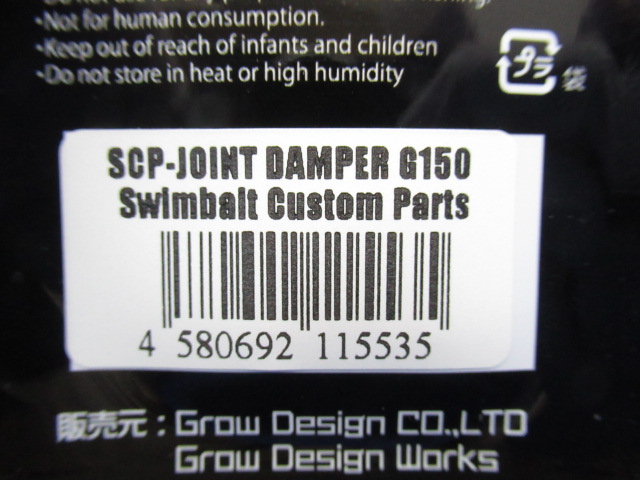 •Not for human consumption.
•Keep out of reach of infants and children
•Do not store in heat or high humidity
プラ
袋
SCP-JOINT DAMPER G150
Swimbait Custom Parts
4 580692 115535
販売元：Grow Design CO.,LTD
Grow Design Works